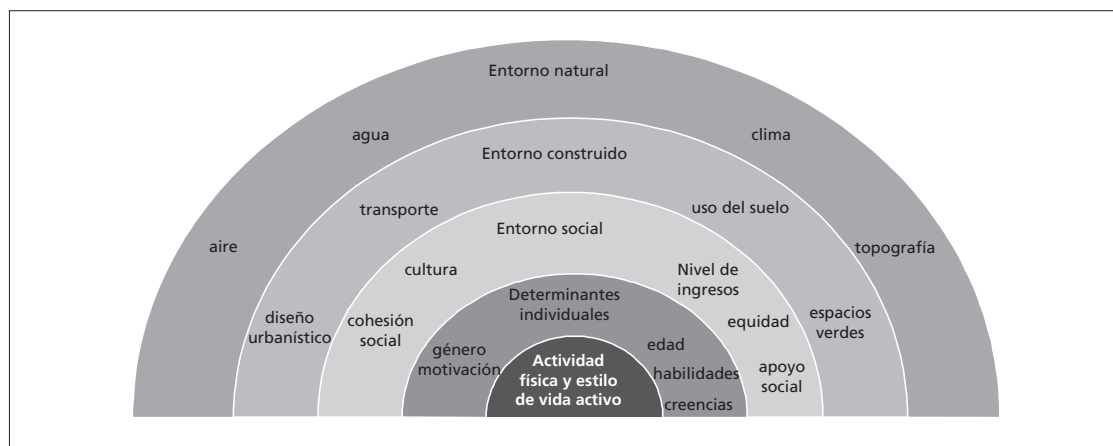 Entorno natural
agua
clima
aire
topografía
Entorno construido
transporte
uso del suelo
diseño
urbanístico
espacios
verdes
Entorno social
cultura
Nivel de
ingresos
cohesión
social
equidad
apoyo
social
Determinantes
individuales
género
motivación
edad
habilidades
creencias
Actividad
física y estilo
de vida activo